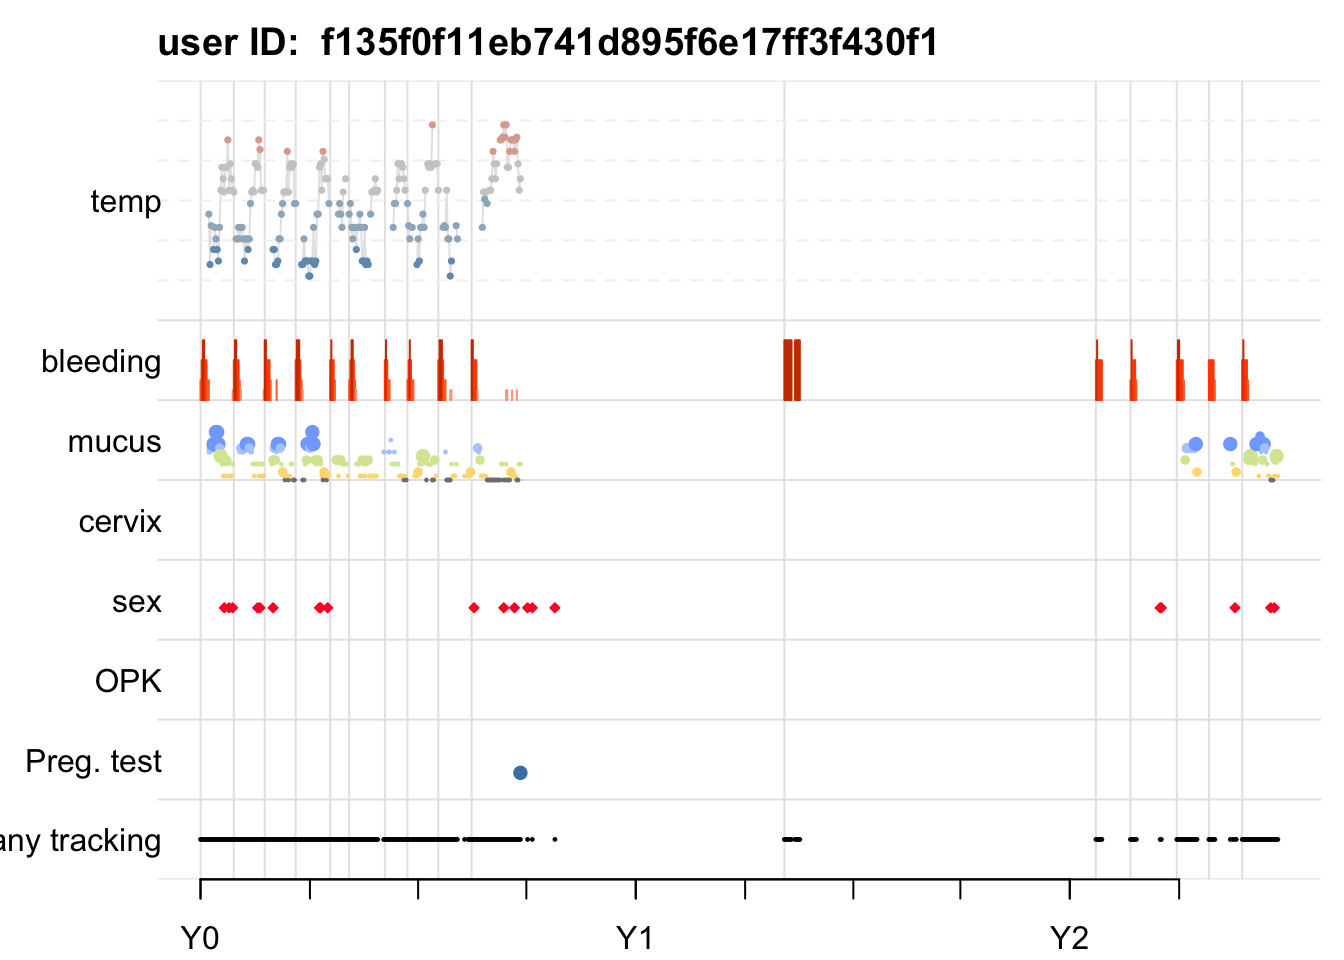 user ID:  f135f0f11eb741d895f6e17ff3f430f1
temp
bleeding
mucus
cervix
sex
OPK
Preg. test
any tracking
Y0 Y1 Y2